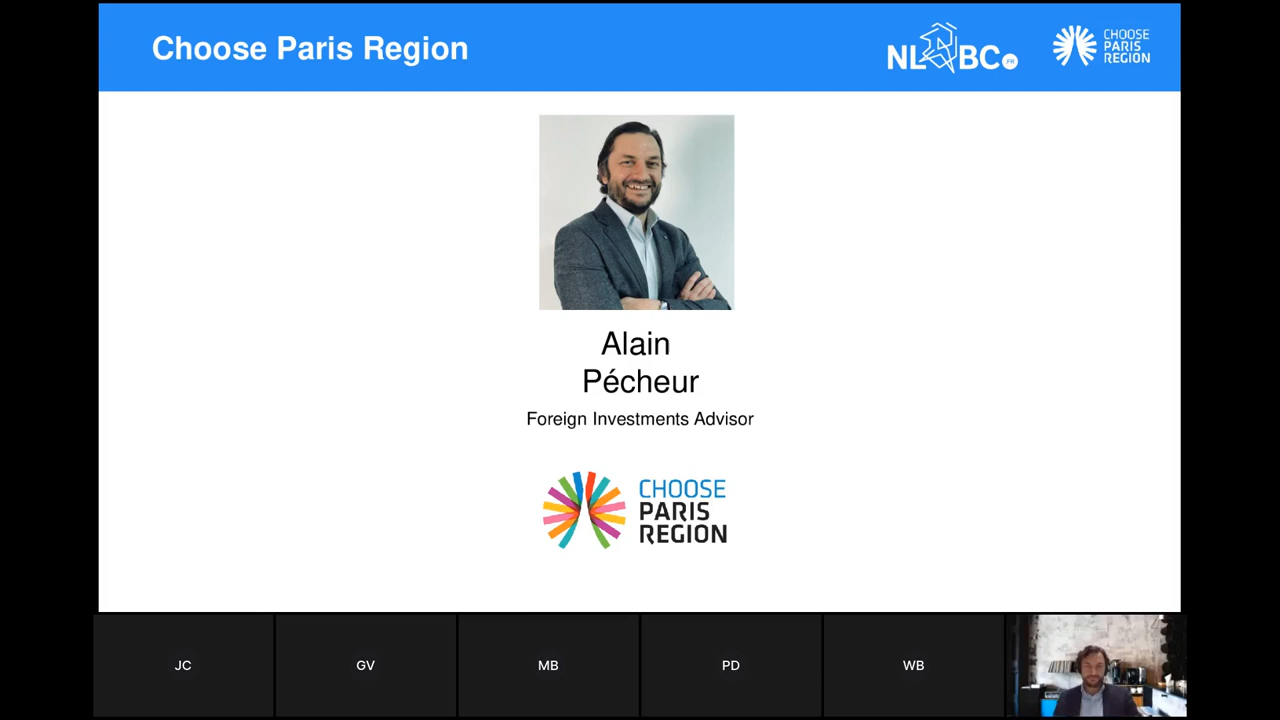 Choose Paris Region
NL BC FR
CHOOSE
PARIS
REGION
Alain
Pécheur
Foreign Investments Advisor
CHOOSE
PARIS
REGION
JC
GV
MB
PD
WB